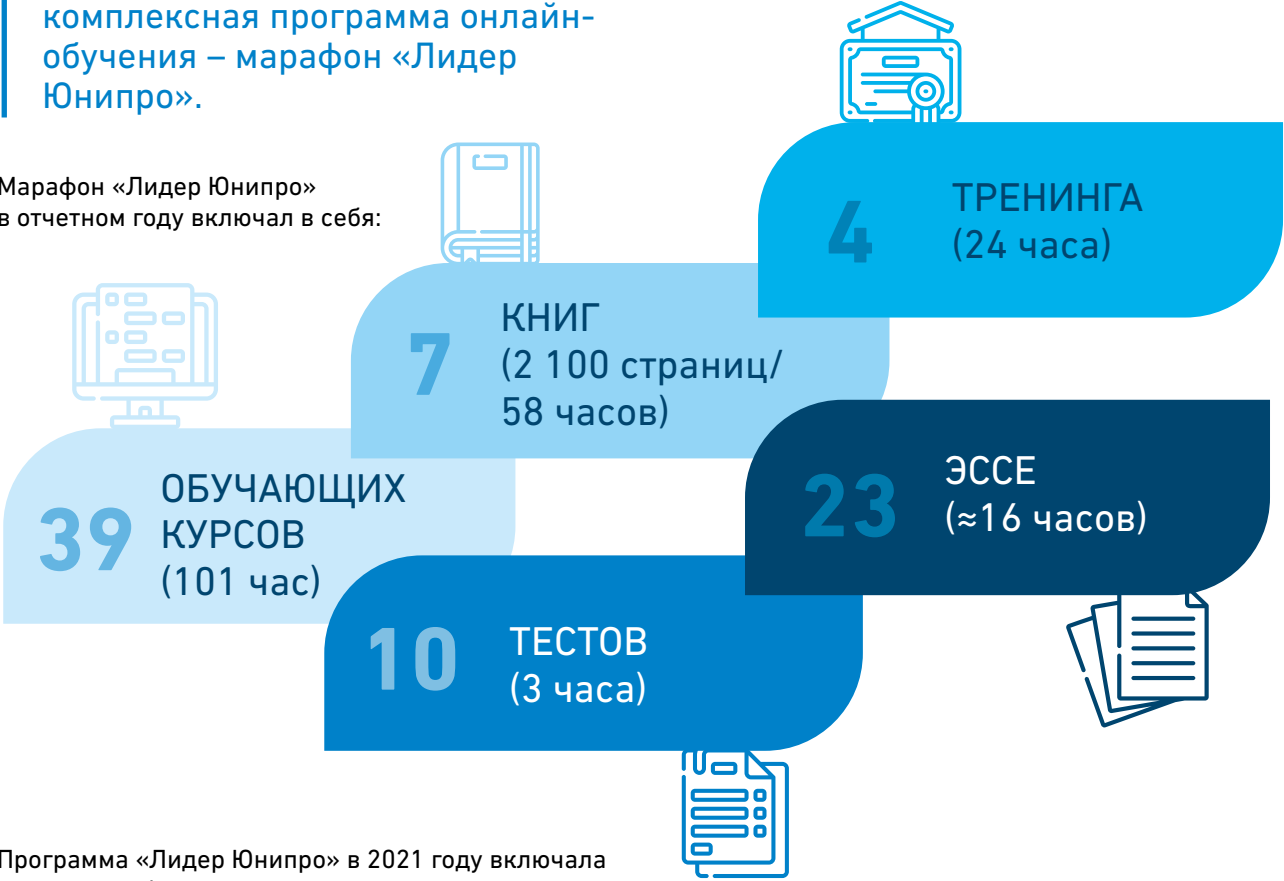 комплексная программа онлайн-
обучения – марафон «Лидер
Юнипро».
Марафон «Лидер Юнипро»
в отчетном году включал в себя:
4
ТРЕНИНГА
(24 часа)
7
КНИГ
(2 100 страниц/
58 часов)
39
ОБУЧАЮЩИХ
КУРСОВ
(101 час)
23
ЭССЕ
(≈16 часов)
10
ТЕСТОВ
(3 часа)
Программа «Лидер Юнипро» в 2021 году включала